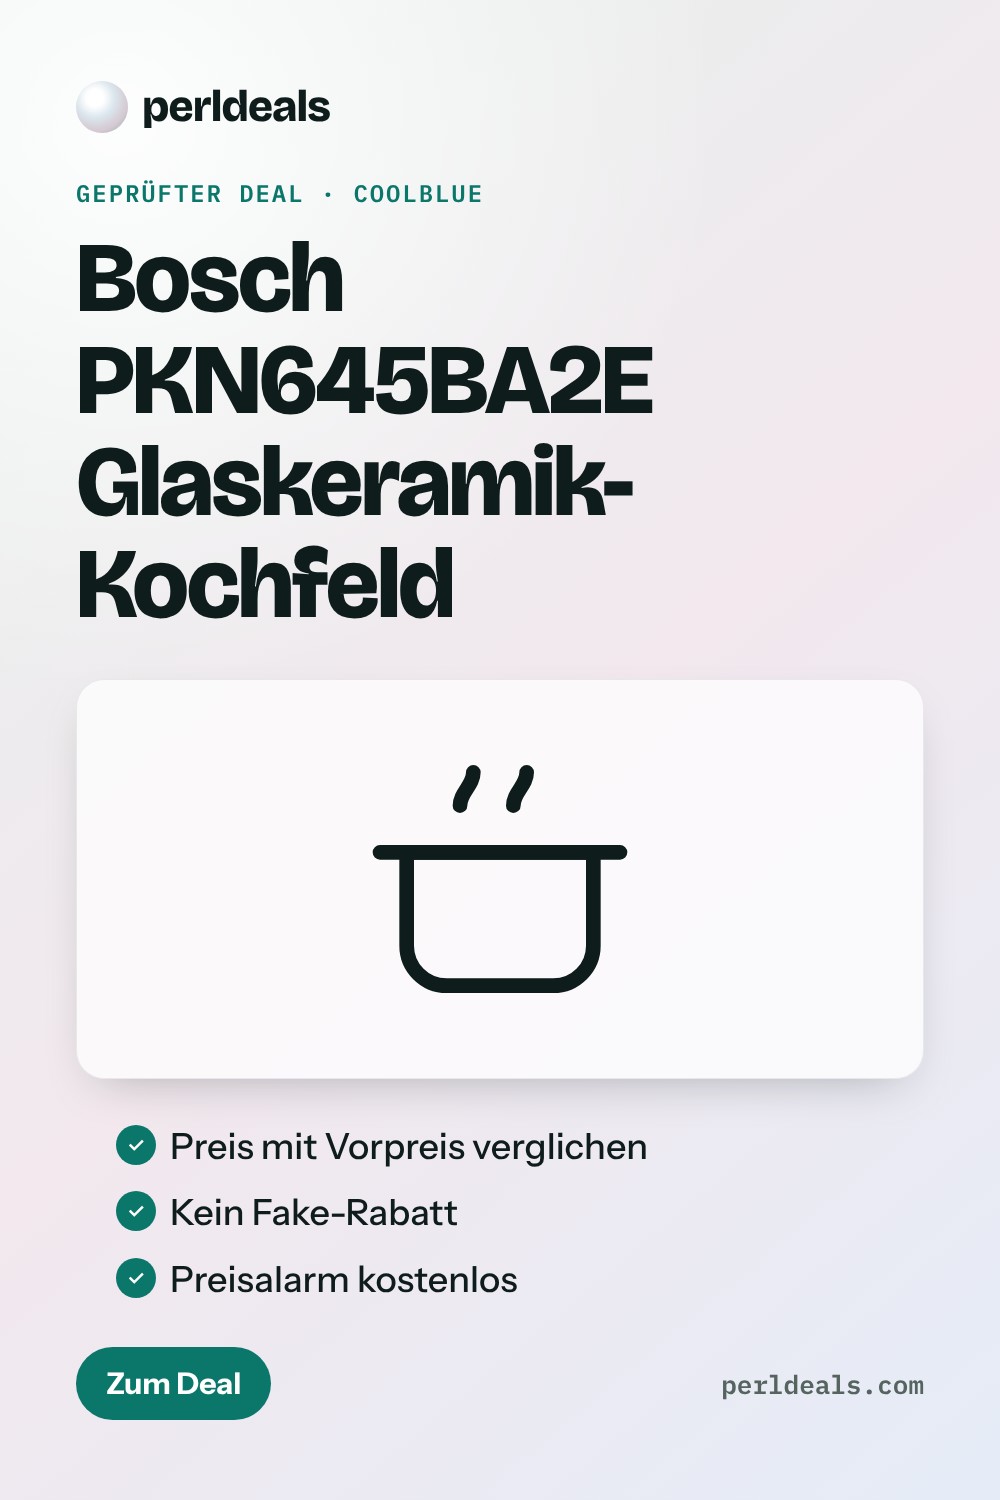 perldeals
GEPRÜFTER DEAL · COOLBLUE
Bosch
PKN645BA2E
Glaskeramik-
Kochfeld
Preis mit Vorpreis verglichen
Kein Fake-Rabatt
Preisalarm kostenlos
Zum Deal
perldeals.com